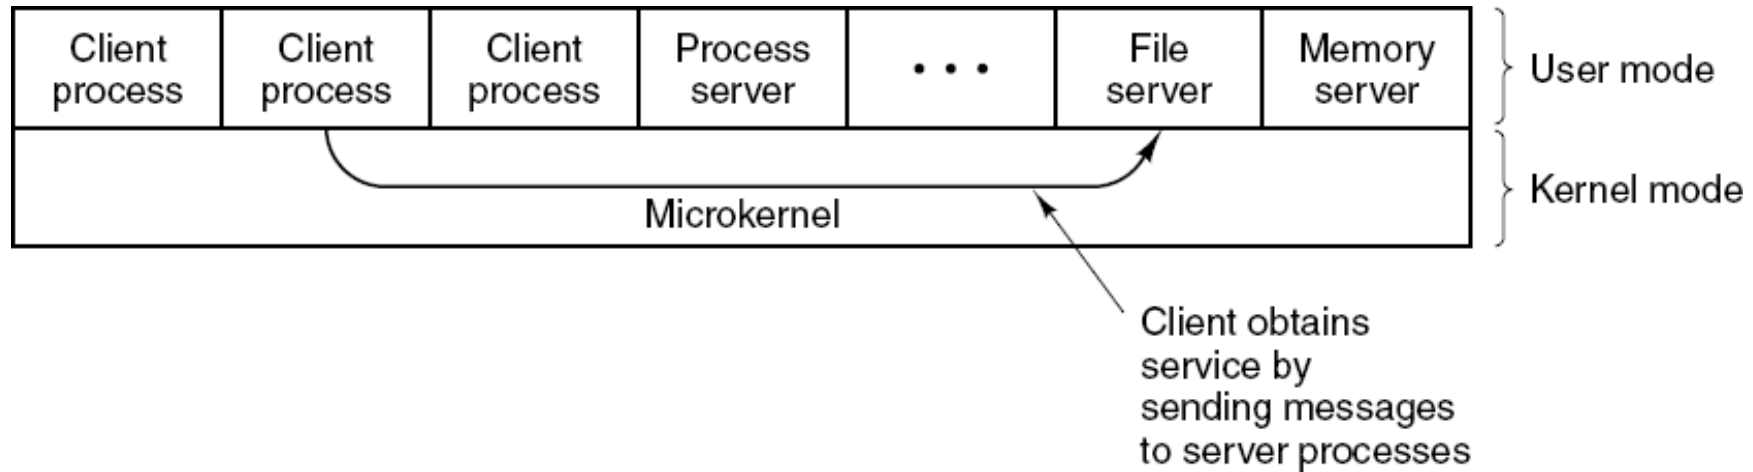 Client
process
Client
process
Client
process
Process
server
• • •
File
server
Memory
server
User mode
Microkernel
Kernel mode
Client obtains
service by
sending messages
to server processes